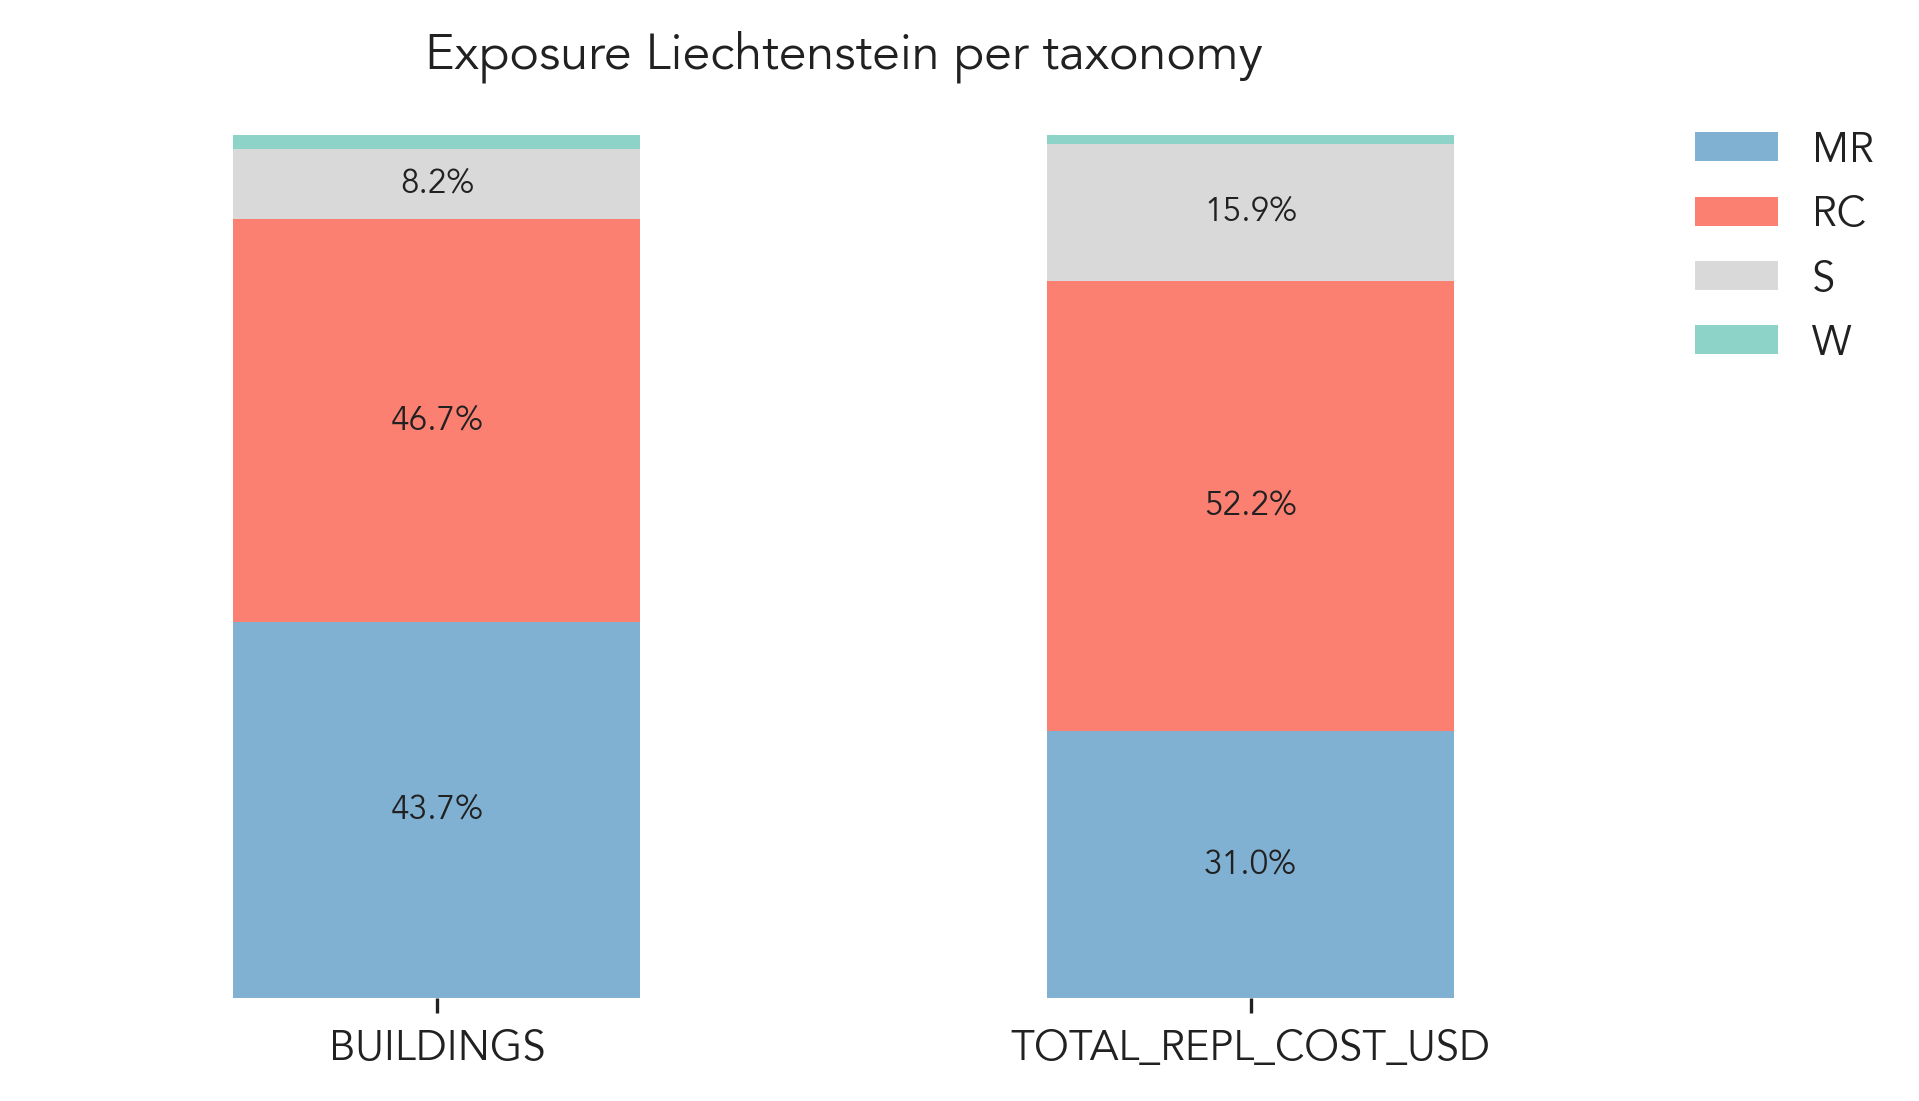 Exposure Liechtenstein per taxonomy
MR
RC
S
W
8.2%
46.7%
43.7%
15.9%
52.2%
31.0%
BUILDINGS
TOTAL_REPL_COST_USD